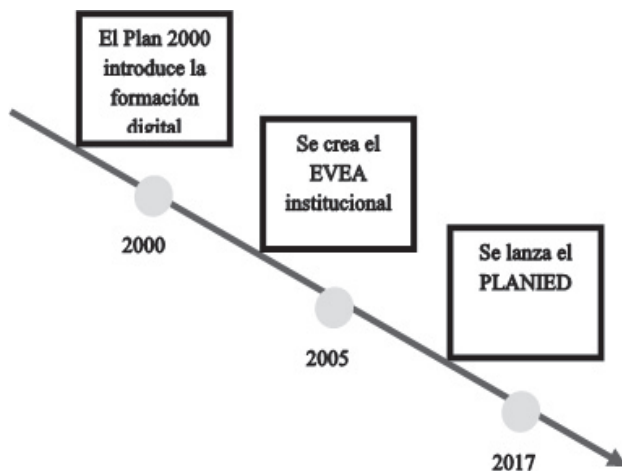 El Plan 2000
introduce la
formación
digital
2000
Se crea el
EVEA
institucional
2005
Se lanza el
PLANIED
2017